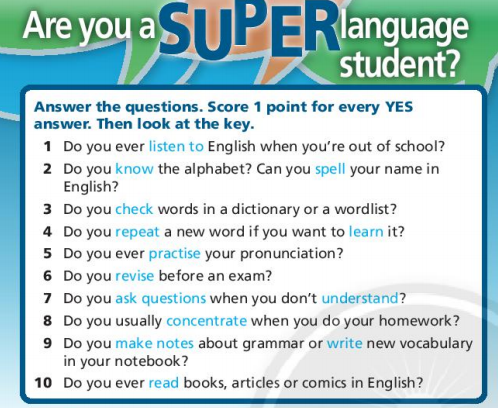 Are you a SUPER language
student?
Answer the questions. Score 1 point for every YES
answer. Then look at the key.
1 Do you ever listen to English when you're out of school?
2 Do you know the alphabet? Can you spell your name in
English?
3 Do you check words in a dictionary or a wordlist?
4 Do you repeat a new word if you want to learn it?
5 Do you ever practise your pronunciation?
6 Do you revise before an exam?
7 Do you ask questions when you don't understand?
8 Do you usually concentrate when you do your homework?
9 Do you make notes about grammar or write new vocabulary
in your notebook?
10 Do you ever read books, articles or comics in English?